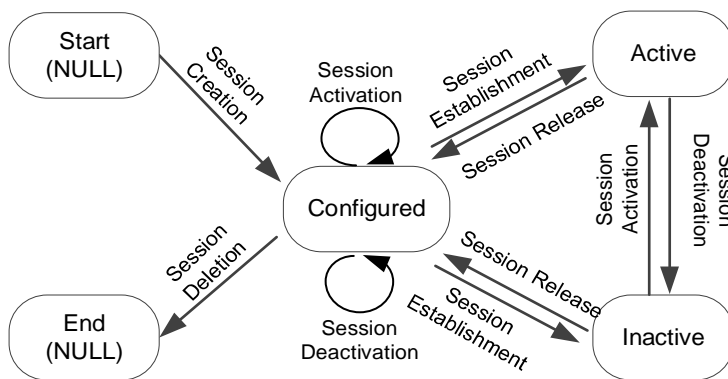 Start
(NULL)
Session
Creation
Session
Activation
Session
Establishment
Session Release
Active
Configured
Session
Activation
Session
Deactivation
Session
Deletion
Session
Deactivation
Session Release
Session
Establishment
End
(NULL)
Inactive